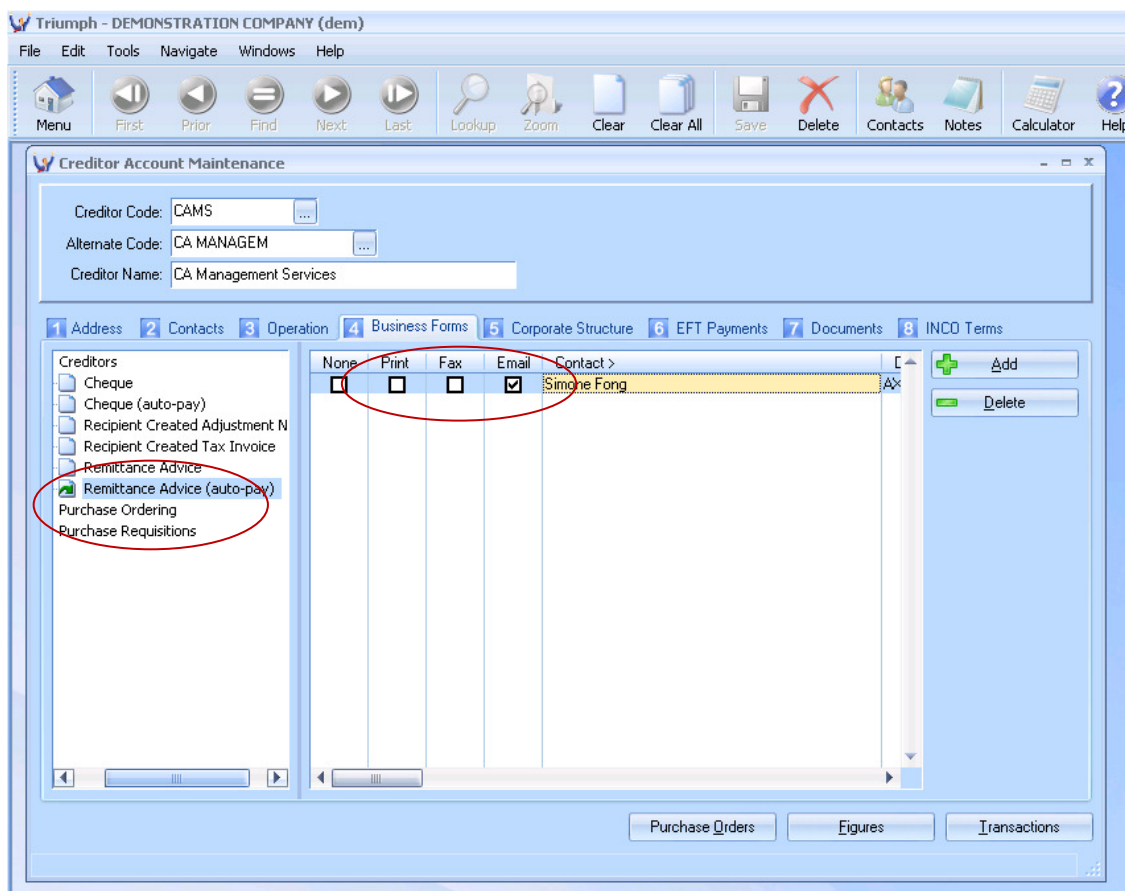 Triumph - DEMONSTRATION COMPANY (dem)
File Edit Tools Navigate Windows Help
Menu First Prior Find Next Last Lookup Zoom Clear Clear All Save Delete Contacts Notes Calculator Help
Creditor Account Maintenance
Creditor Code: CAMS ...
Alternate Code: CA MANAGEM ...
Creditor Name: CA Management Services
1 Address 2 Contacts 3 Operation 4 Business Forms 5 Corporate Structure 6 EFT Payments 7 Documents 8 INCO Terms
Creditors
Cheque
Cheque (auto-pay)
Recipient Created Adjustment N
Recipient Created Tax Invoice
Remittance Advice
Remittance Advice (auto-pay)
Purchase Ordering
Purchase Requisitions
None Print Fax Email Contact >
Simone Fong
Add
Delete
Purchase Orders Figures Transactions